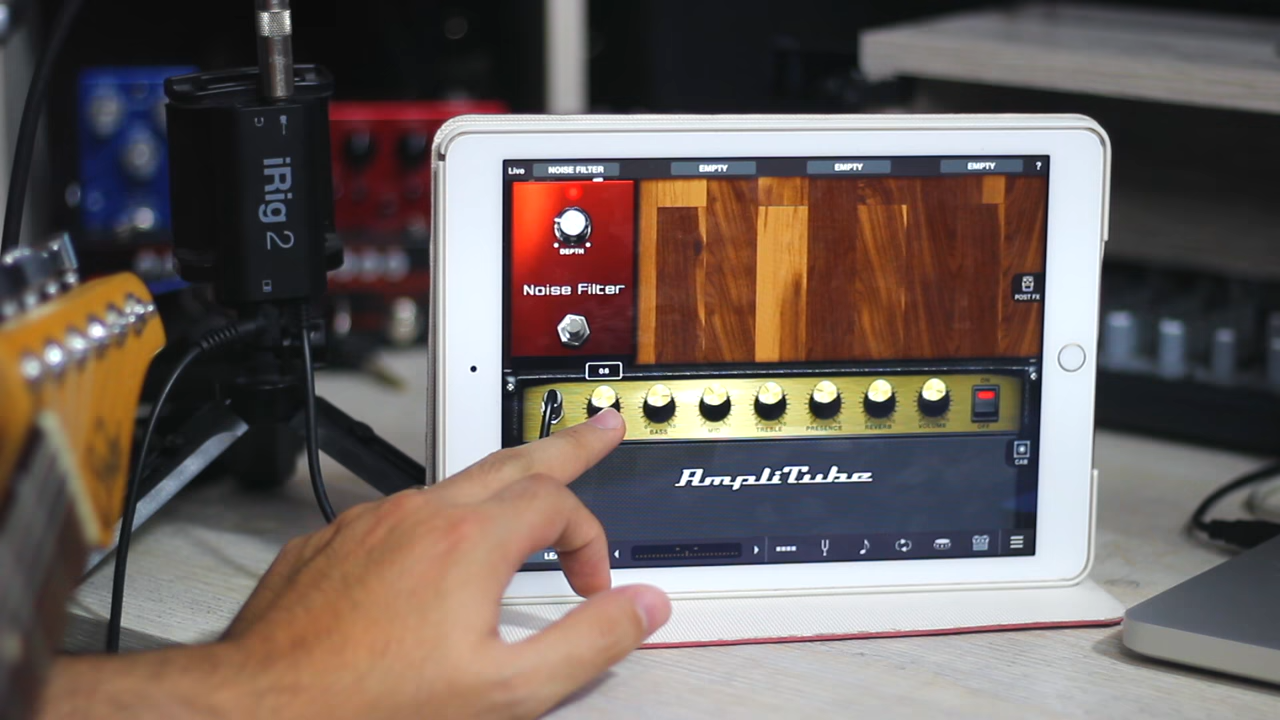 iRig 2
Live
NOISE FILTER
EMPTY
EMPTY
EMPTY
?
DEPTH
Noise Filter
POST FX
0.6
BASS
MID
TREBLE
PRESENCE
REVERB
VOLUME
ON
OFF
CAB
AmpliTube